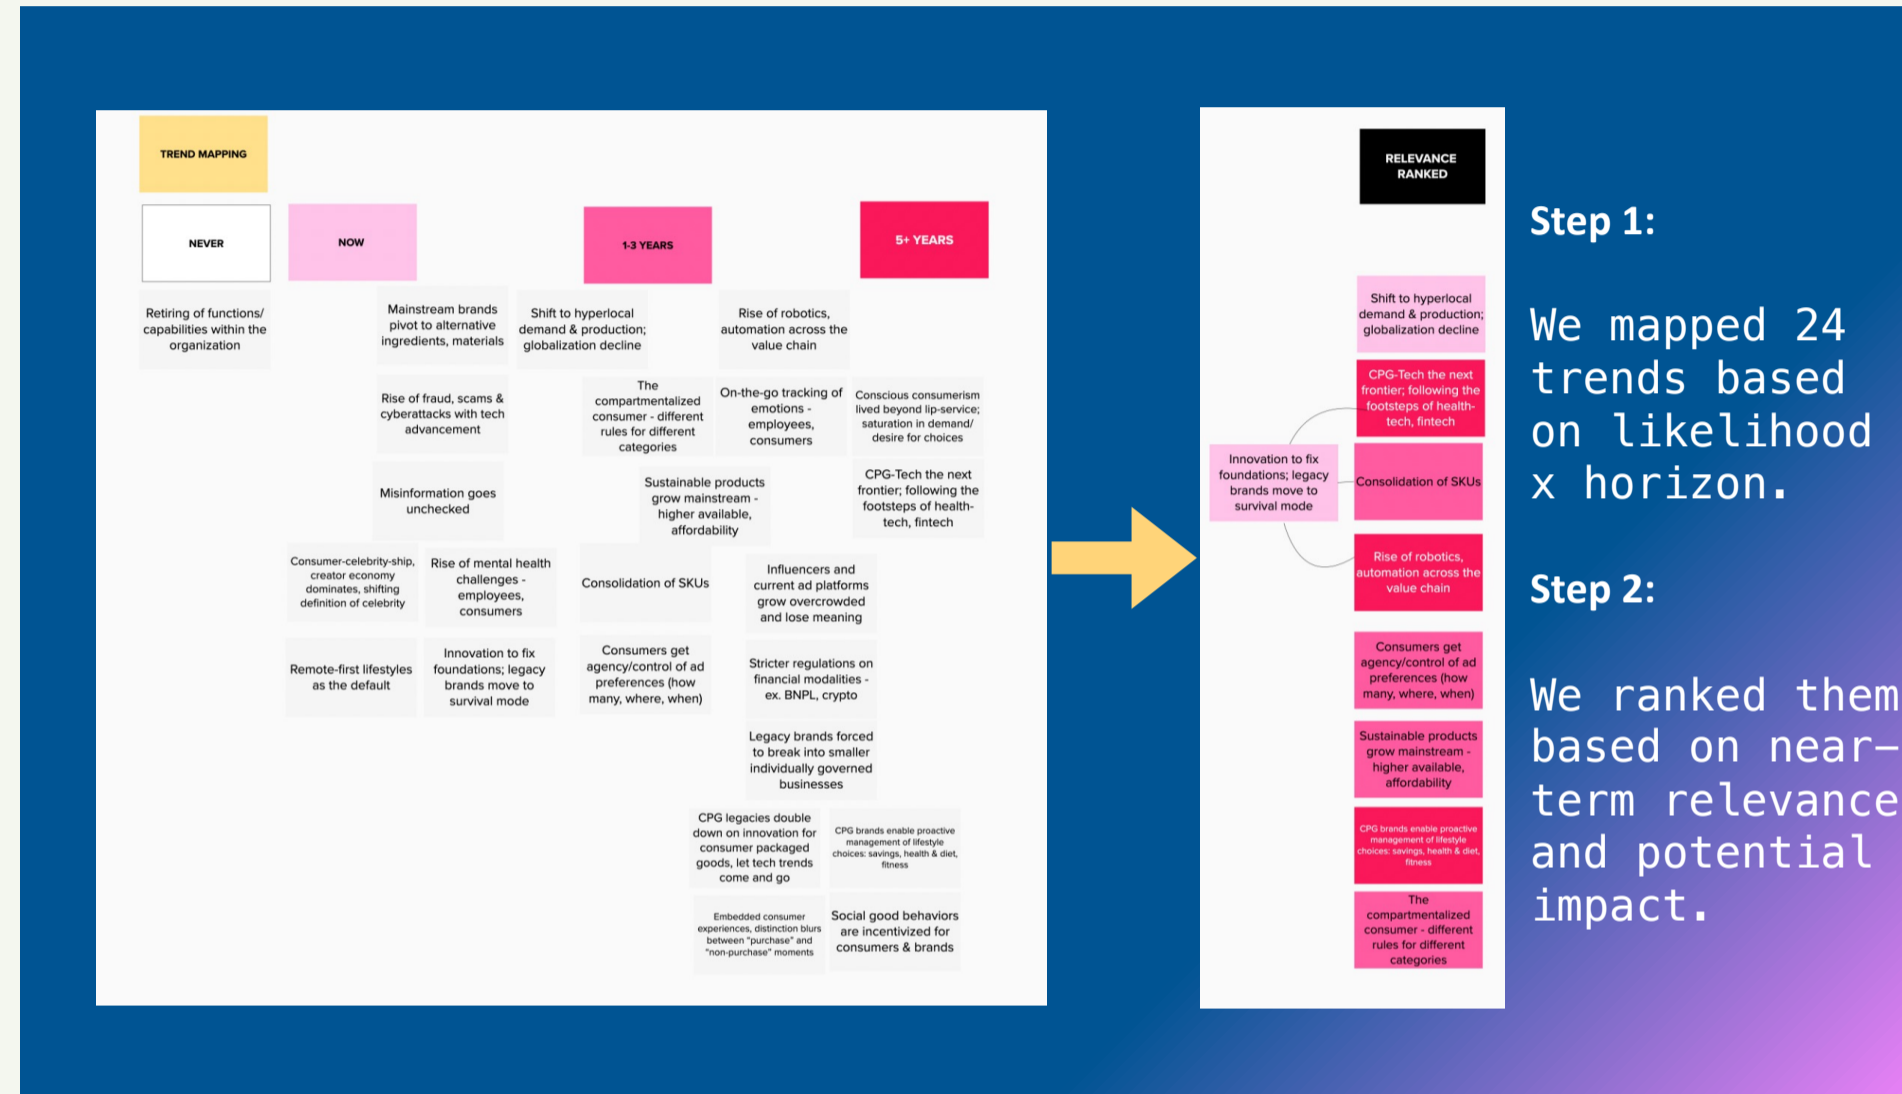 TREND MAPPING
NEVER
NOW
1-3 YEARS
5+ YEARS
Retiring of functions/
capabilities within the
organization
Mainstream brands
pivot to alternative
ingredients, materials
Shift to hyperlocal
demand & production;
globalization decline
Rise of robotics,
automation across the
value chain
Rise of fraud, scams &
cyberattacks with tech
advancement
The
compartmentalized
consumer - different
rules for different
categories
On-the-go tracking of
emotions -
employees,
consumers
Conscious consumerism
lived beyond lip-service;
saturation in demand/
desire for choices
Misinformation goes
unchecked
Sustainable products
grow mainstream -
higher available,
affordability
CPG-Tech the next
frontier; following the
footsteps of health-
tech, fintech
Consumer-celebrity-ship,
creator economy
dominates, shifting
definition of celebrity
Rise of mental health
challenges -
employees,
consumers
Consolidation of SKUs
Influencers and
current ad platforms
grow overcrowded
and lose meaning
Remote-first lifestyles
as the default
Innovation to fix
foundations; legacy
brands move to
survival mode
Consumers get
agency/control of ad
preferences (how
many, where, when)
Stricter regulations on
financial modalities -
ex. BNPL, crypto
Legacy brands forced
to break into smaller
individually governed
businesses
CPG legacies double
down on innovation for
consumer packaged
goods, let tech trends
come and go
CPG brands enable proactive
management of lifestyle
choices: savings, health & diet,
fitness
Embedded consumer
experiences, distinction blurs
between "purchase" and
"non-purchase" moments
Social good behaviors
are incentivized for
consumers & brands
RELEVANCE
RANKED
Shift to hyperlocal
demand & production;
globalization decline
CPG-Tech the next
frontier; following the
footsteps of health-
tech, fintech
Innovation to fix
foundations; legacy
brands move to
survival mode
Consolidation of SKUs
Rise of robotics,
automation across the
value chain
Consumers get
agency/control of ad
preferences (how
many, where, when)
Sustainable products
grow mainstream -
higher available,
affordability
CPG brands enable proactive
management of lifestyle
choices: savings, health & diet,
fitness
The
compartmentalized
consumer - different
rules for different
categories
Step 1:
We mapped 24
trends based
on likelihood
x horizon.
Step 2:
We ranked them
based on near-
term relevance
and potential
impact.